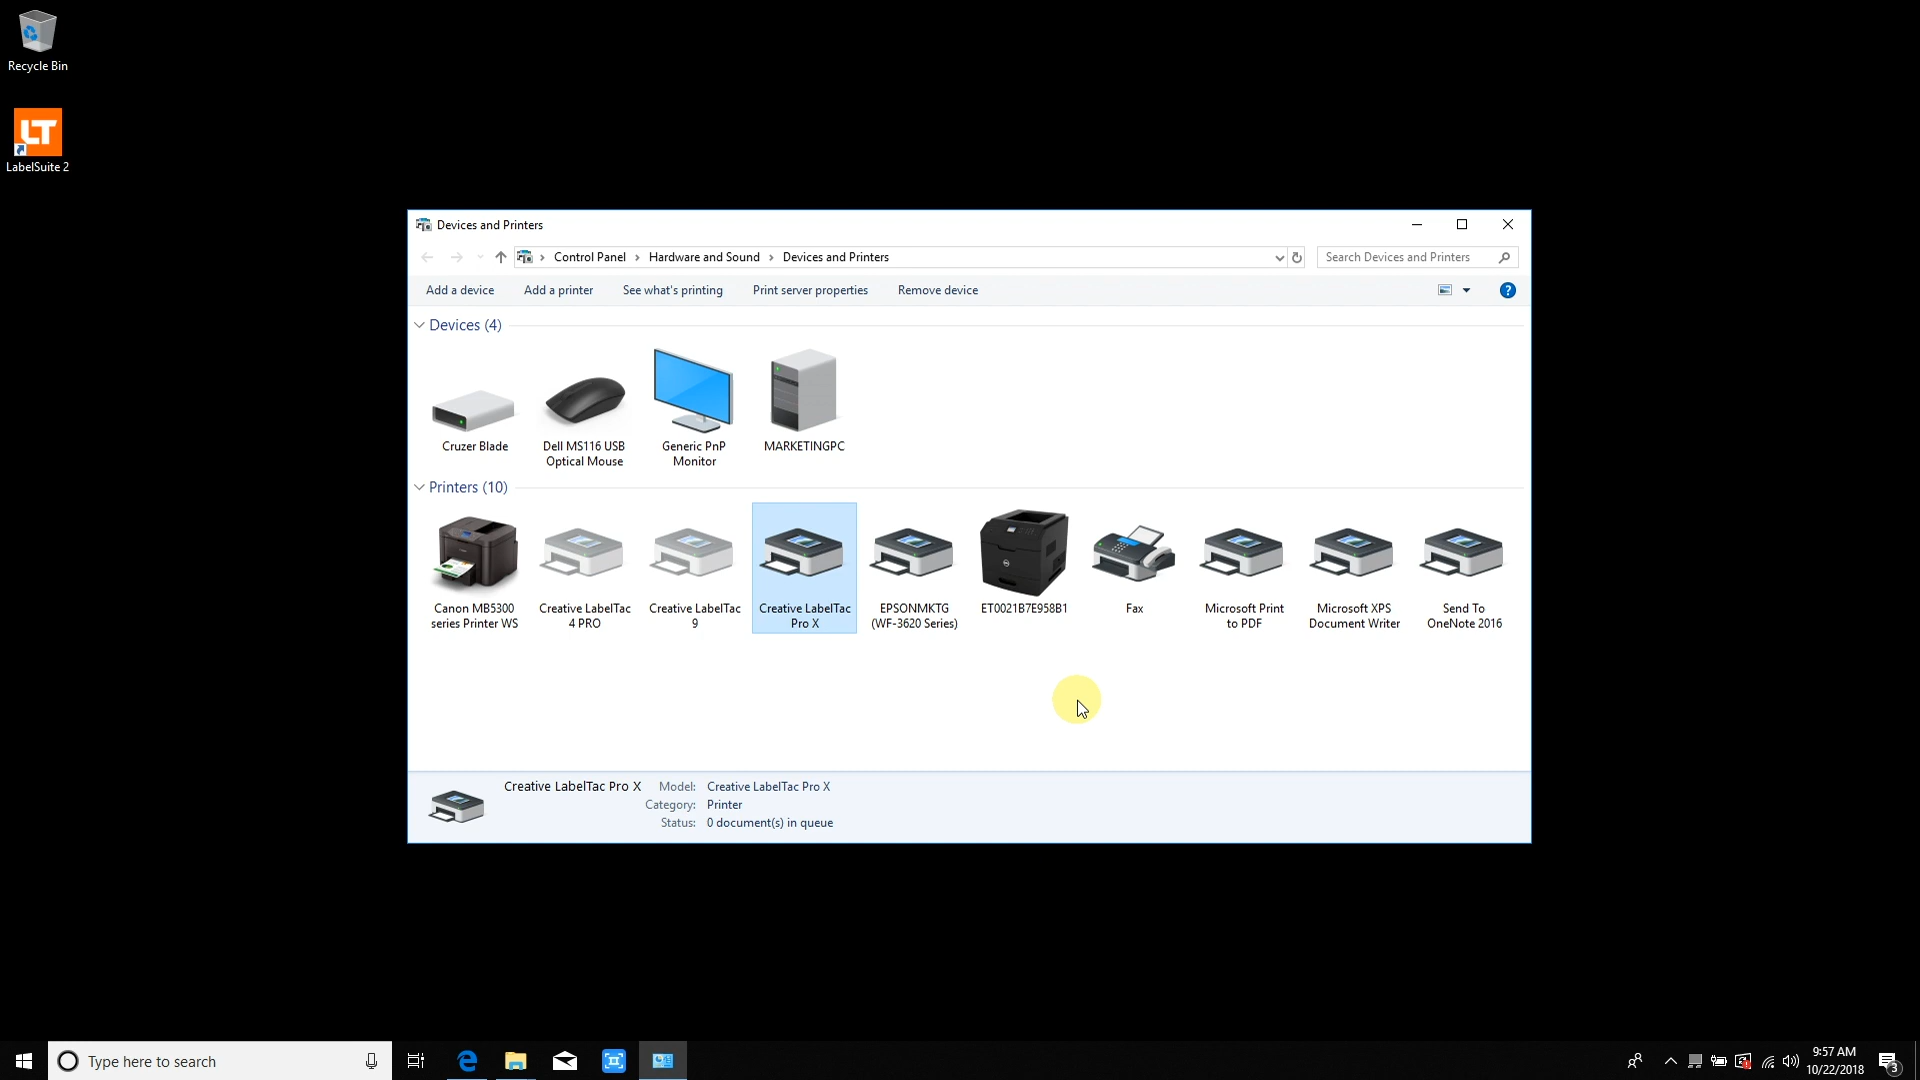 Recycle Bin
LT
LabelSuite 2
Devices and Printers
Control Panel > Hardware and Sound > Devices and Printers
Search Devices and Printers
Add a device
Add a printer
See what's printing
Print server properties
Remove device
?
Devices (4)
Cruzer Blade
Dell MS116 USB
Optical Mouse
Generic PnP
Monitor
MARKETINGPC
Printers (10)
Canon MB5300
series Printer WS
Creative LabelTac
4 PRO
Creative LabelTac
9
Creative LabelTac
Pro X
EPSONMKTG
(WF-3620 Series)
ET0021B7E958B1
Fax
Microsoft Print
to PDF
Microsoft XPS
Document Writer
Send To
OneNote 2016
Creative LabelTac Pro X
Model: Creative LabelTac Pro X
Category: Printer
Status: 0 document(s) in queue
Type here to search
9:57 AM
10/22/2018
3